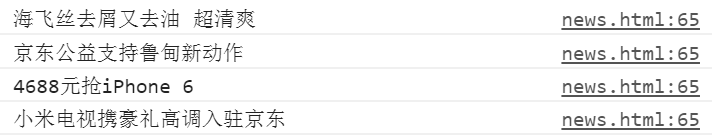 海飞丝去屑又去油 超清爽 news.html:65
京东公益支持鲁甸新动作 news.html:65
4688元抢iPhone 6 news.html:65
小米电视携豪礼高调入驻京东 news.html:65